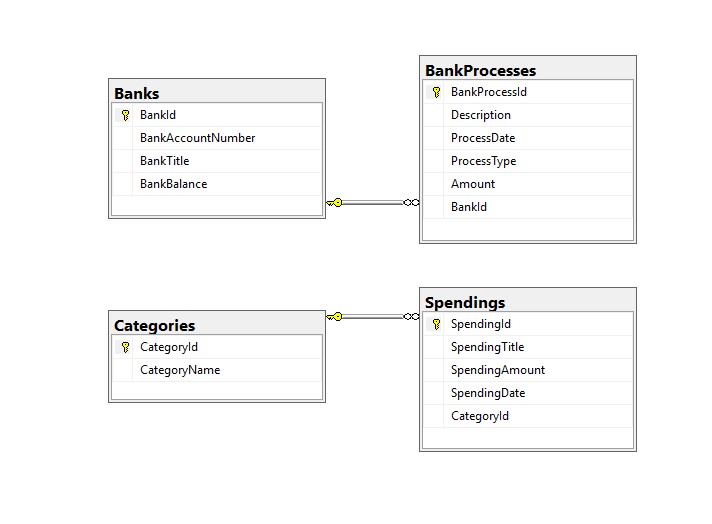 Banks
BankId
BankAccountNumber
BankTitle
BankBalance
BankProcesses
BankProcessId
Description
ProcessDate
ProcessType
Amount
BankId
Categories
CategoryId
CategoryName
Spendings
SpendingId
SpendingTitle
SpendingAmount
SpendingDate
CategoryId